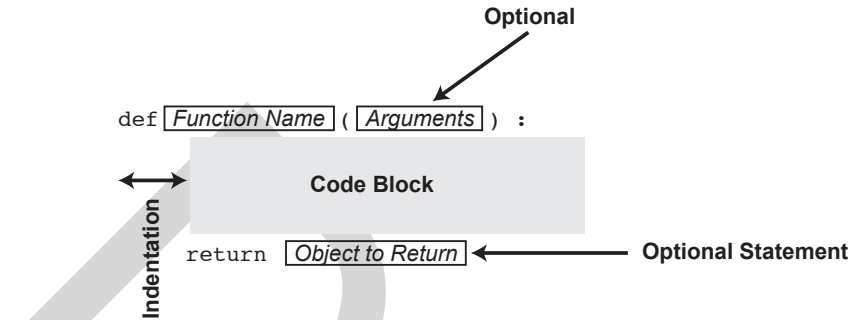 Optional
def Function Name ( Arguments ) :
Code Block
Indentation
return Object to Return
Optional Statement